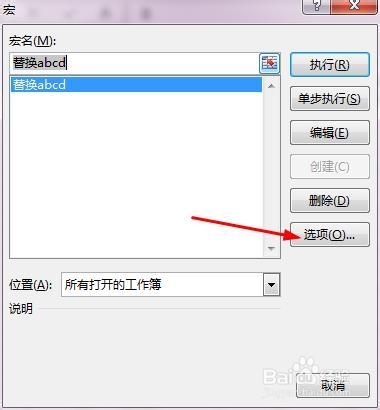 宏
宏名(M):
替换abcd
执行(R)
替换abcd
单步执行(S)
编辑(E)
创建(C)
删除(D)
选项(O)...
位置(A):
所有打开的工作簿
说明
Baidu 经验
取消